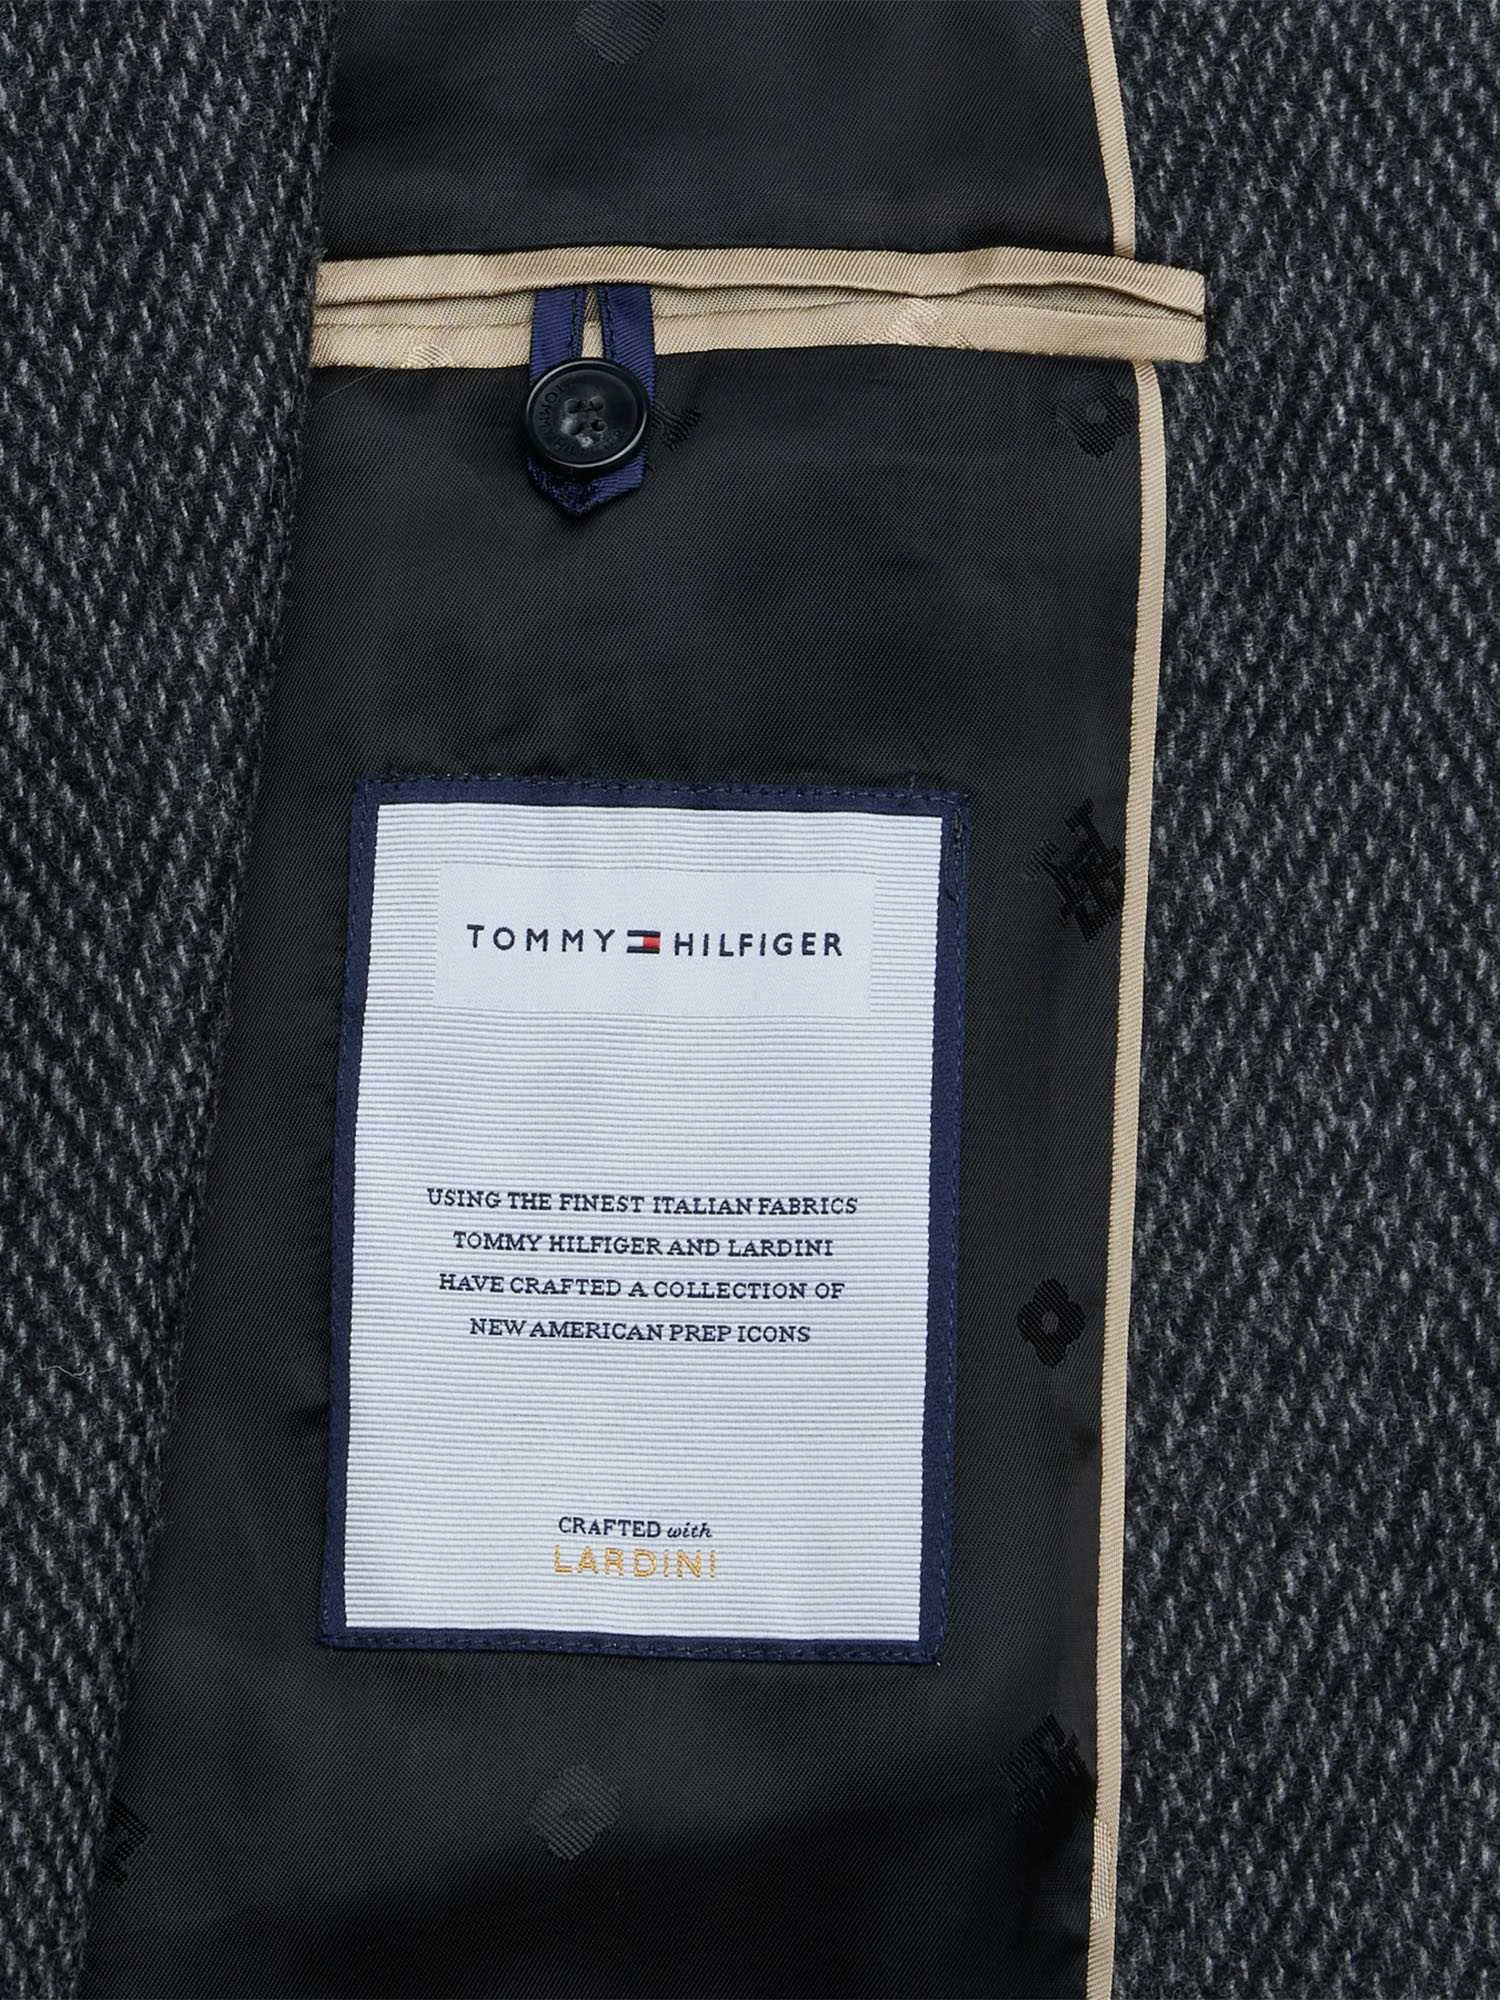 TOMMY HILFIGER
USING THE FINEST ITALIAN FABRICS
TOMMY HILFIGER AND LARDINI
HAVE CRAFTED A COLLECTION OF
NEW AMERICAN PREP ICONS
CRAFTED with
LARDINI